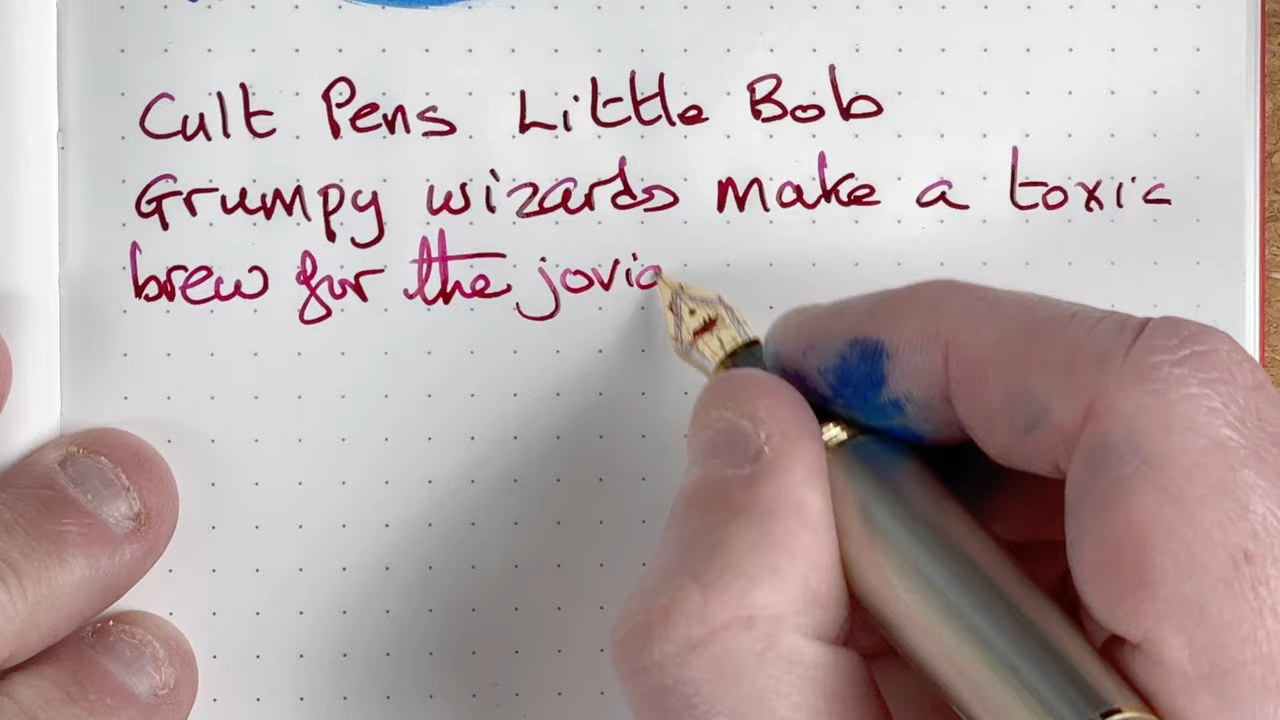 Cult Pens Little Bob
Grumpy wizards make a toxic
brew for the jovia